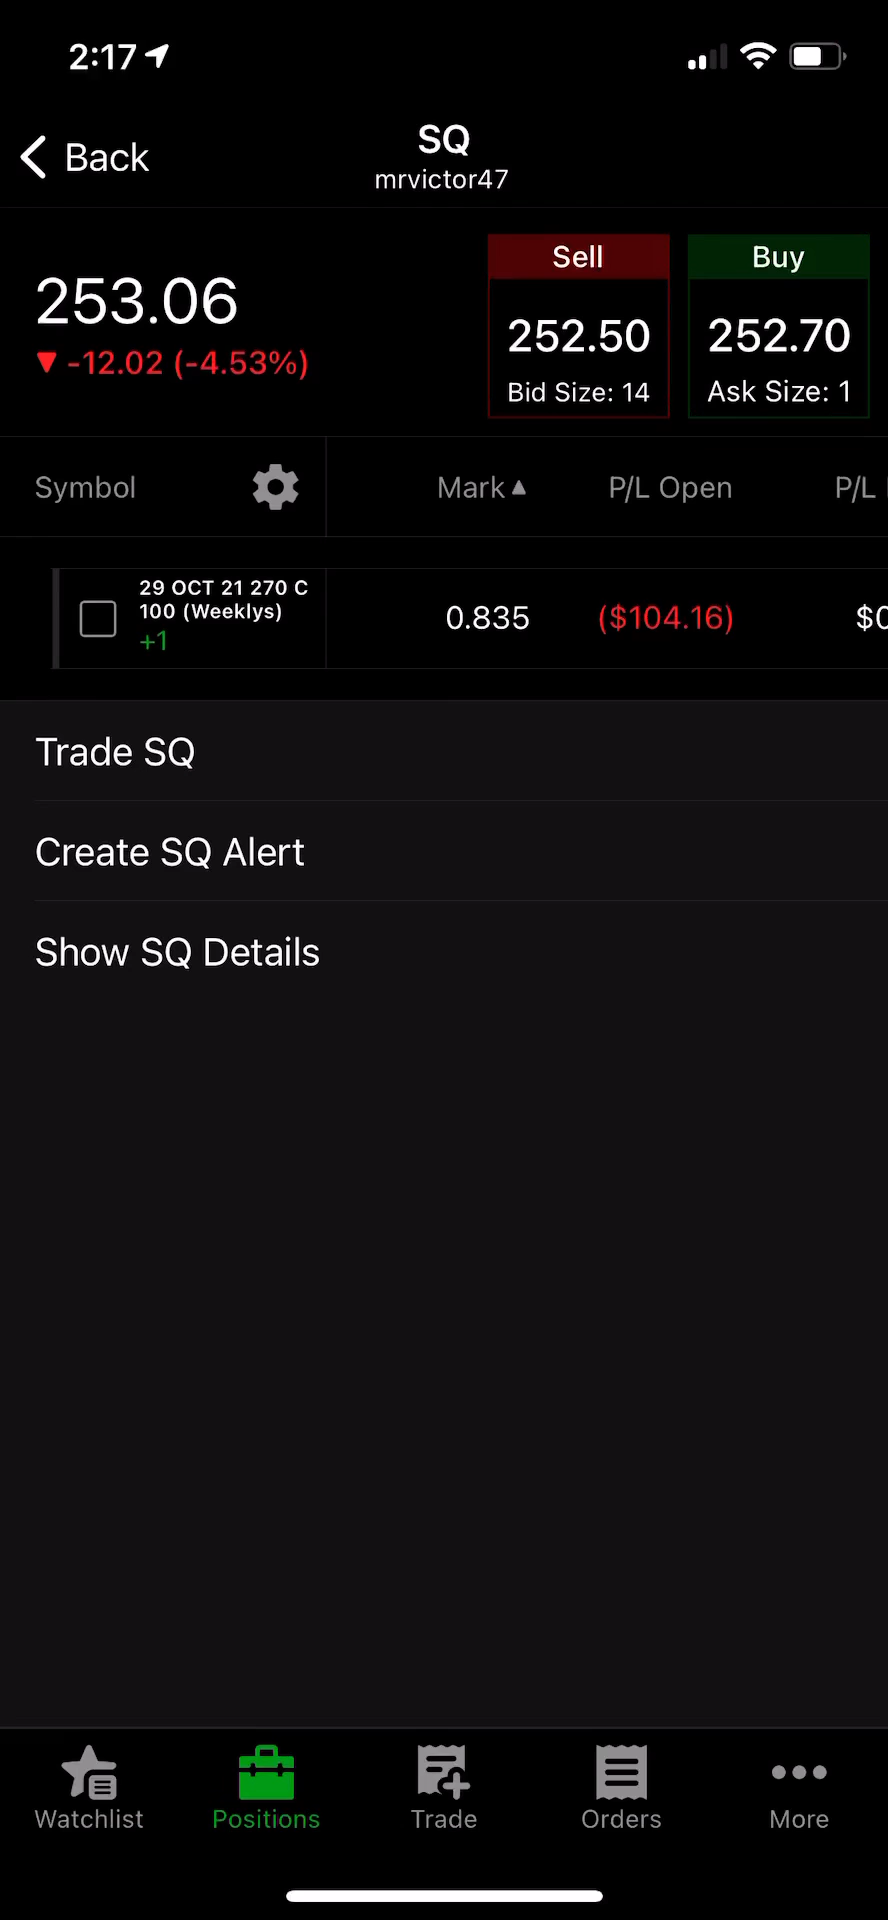 2:17
Back
SQ
mrvictor47
253.06
▼ -12.02 (-4.53%)
Sell
252.50
Bid Size: 14
Buy
252.70
Ask Size: 1
Symbol
Mark ▲
P/L Open
P/L
29 OCT 21 270 C
100 (Weeklys)
+1
0.835
($104.16)
$0
Trade SQ
Create SQ Alert
Show SQ Details
Watchlist
Positions
Trade
Orders
More